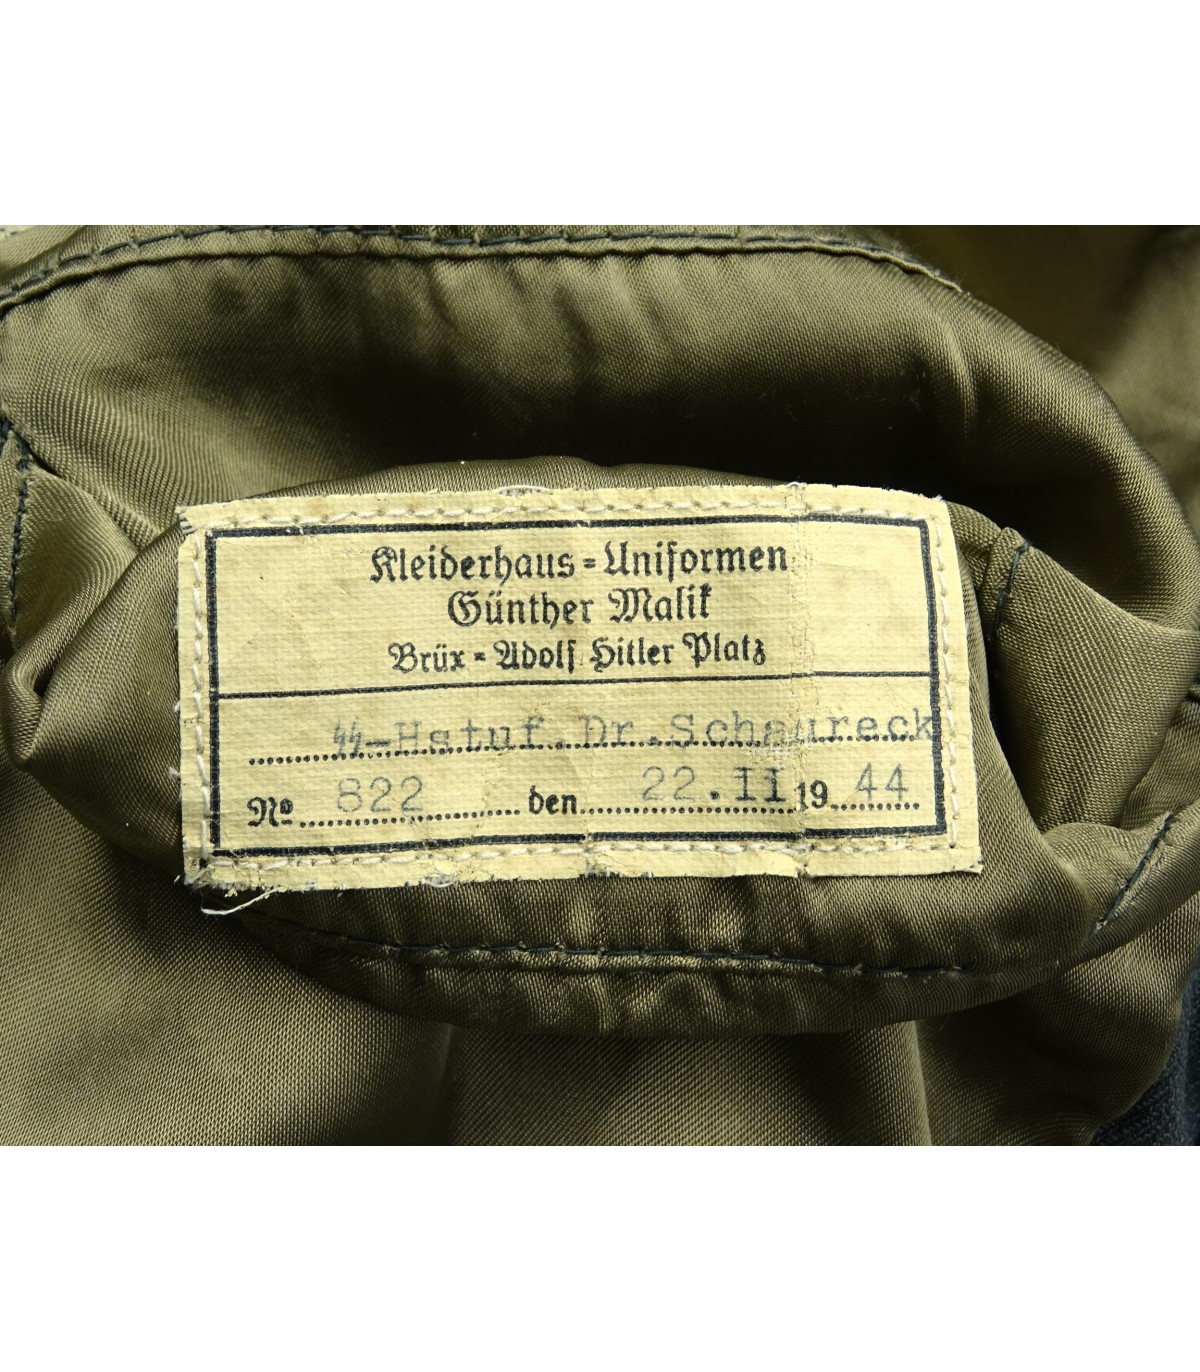 Kleiderhaus-Uniformen
Günther Malik
Brüx-Adolf Hitler Platz
ᛋᛋ-Hstuf.Dr.Schaureck
No 822 den 22.II 19 44